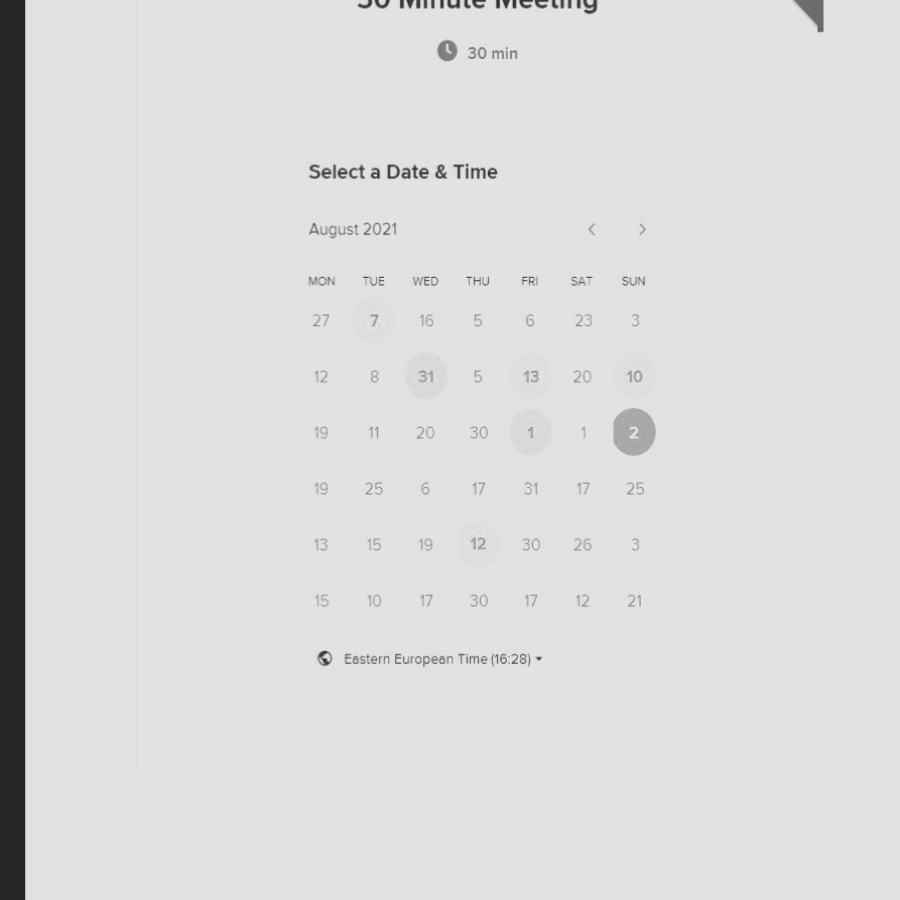 30 Minute Meeting
30 min
Select a Date & Time
August 2021
MON TUE WED THU FRI SAT SUN
27 7 16 5 6 23 3
12 8 31 5 13 20 10
19 11 20 30 1 1 2
19 25 6 17 31 17 25
13 15 19 12 30 26 3
15 10 17 30 17 12 21
Eastern European Time (16:28)